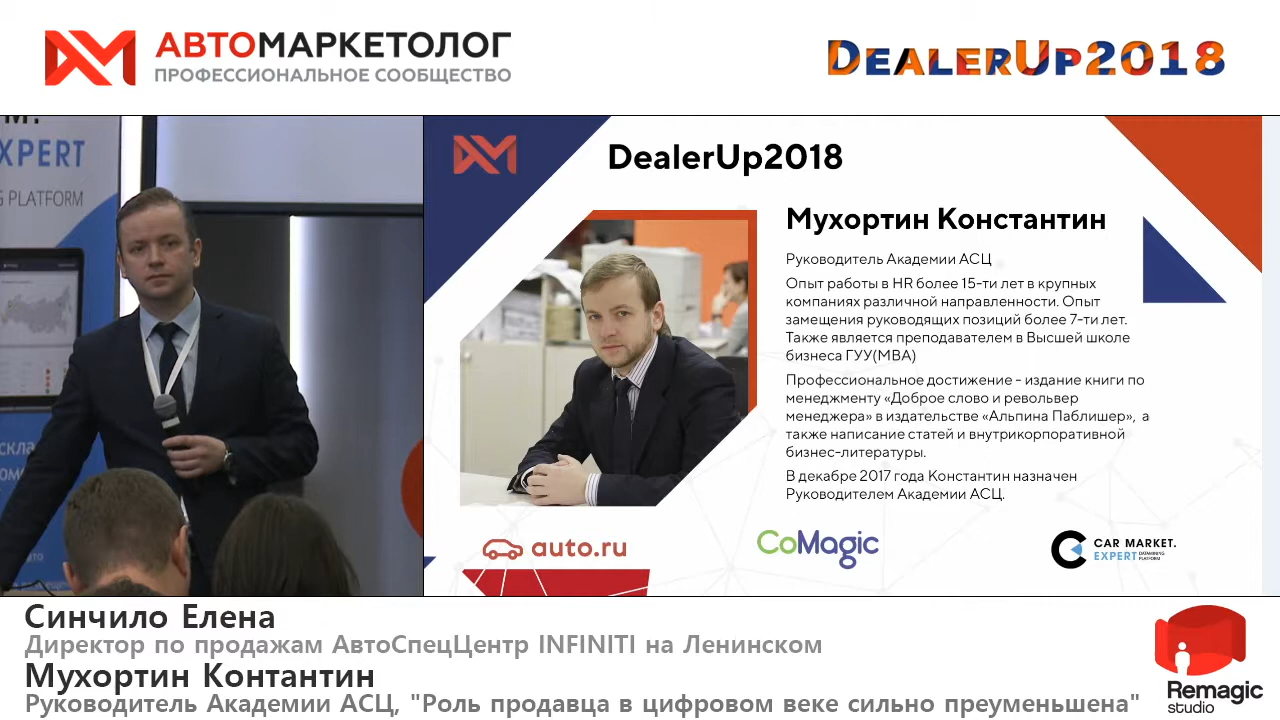 АВТОМАРКЕТОЛОГ
ПРОФЕССИОНАЛЬНОЕ СООБЩЕСТВО
DEALERUP2018
XPERT
PLATFORM
DealerUp2018
Мухортин Константин
Руководитель Академии АСЦ
Опыт работы в HR более 15-ти лет в крупных
компаниях различной направленности. Опыт
замещения руководящих позиций более 7-ти лет.
Также является преподавателем в Высшей школе
бизнеса ГУУ(MBA)
Профессиональное достижение - издание книги по
менеджменту «Доброе слово и револьвер
менеджера» в издательстве «Альпина Паблишер», а
также написание статей и внутрикорпоративной
бизнес-литературы.
В декабре 2017 года Константин назначен
Руководителем Академии АСЦ.
auto.ru
CoMagic
CAR MARKET.
EXPERT DATAMINING
PLATFORM
Синчило Елена
Директор по продажам АвтоСпецЦентр INFINITI на Ленинском
Мухортин Контантин
Руководитель Академии АСЦ, "Роль продавца в цифровом веке сильно преуменьшена"
Remagic
studio